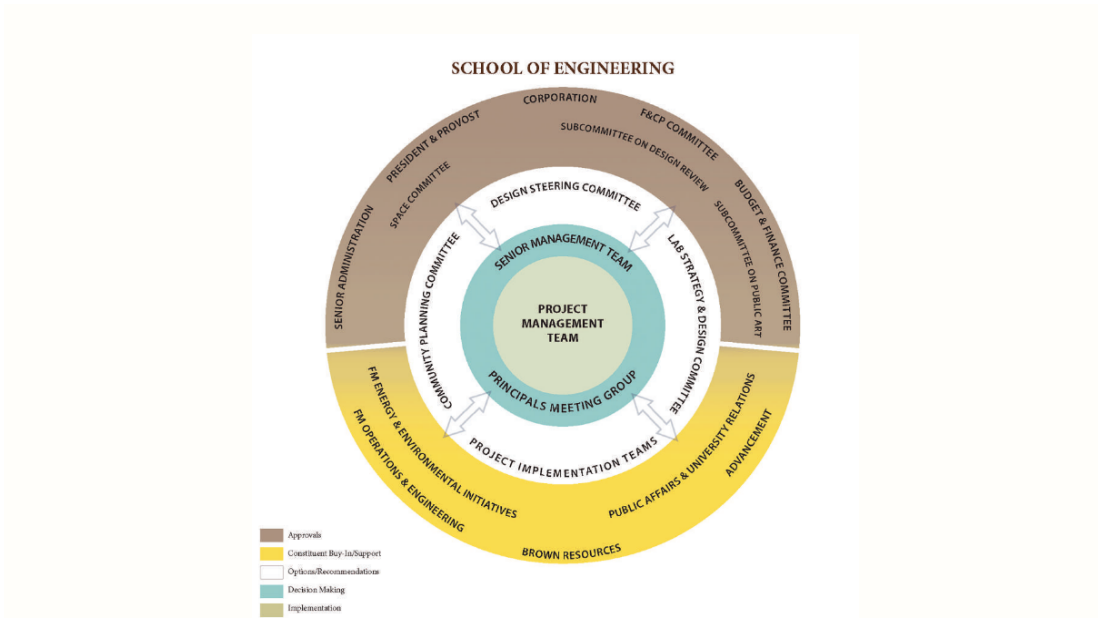 SCHOOL OF ENGINEERING
CORPORATION
PRESIDENT & PROVOST
F&CP COMMITTEE
SUBCOMMITTEE ON DESIGN REVIEW
SPACE COMMITTEE
SENIOR ADMINISTRATION
BUDGET & FINANCE COMMITTEE
SUBCOMMITTEE ON PUBLIC ART
DESIGN STEERING COMMITTEE
COMMUNITY PLANNING COMMITTEE
LAB STRATEGY & DESIGN COMMITTEE
SENIOR MANAGEMENT TEAM
PROJECT
MANAGEMENT
TEAM
PRINCIPALS MEETING GROUP
PROJECT IMPLEMENTATION TEAMS
FM ENERGY & ENVIRONMENTAL INITIATIVES
FM OPERATIONS & ENGINEERING
PUBLIC AFFAIRS & UNIVERSITY RELATIONS
ADVANCEMENT
BROWN RESOURCES
Approvals
Constituent Buy-In/Support
Options/Recommendations
Decision Making
Implementation